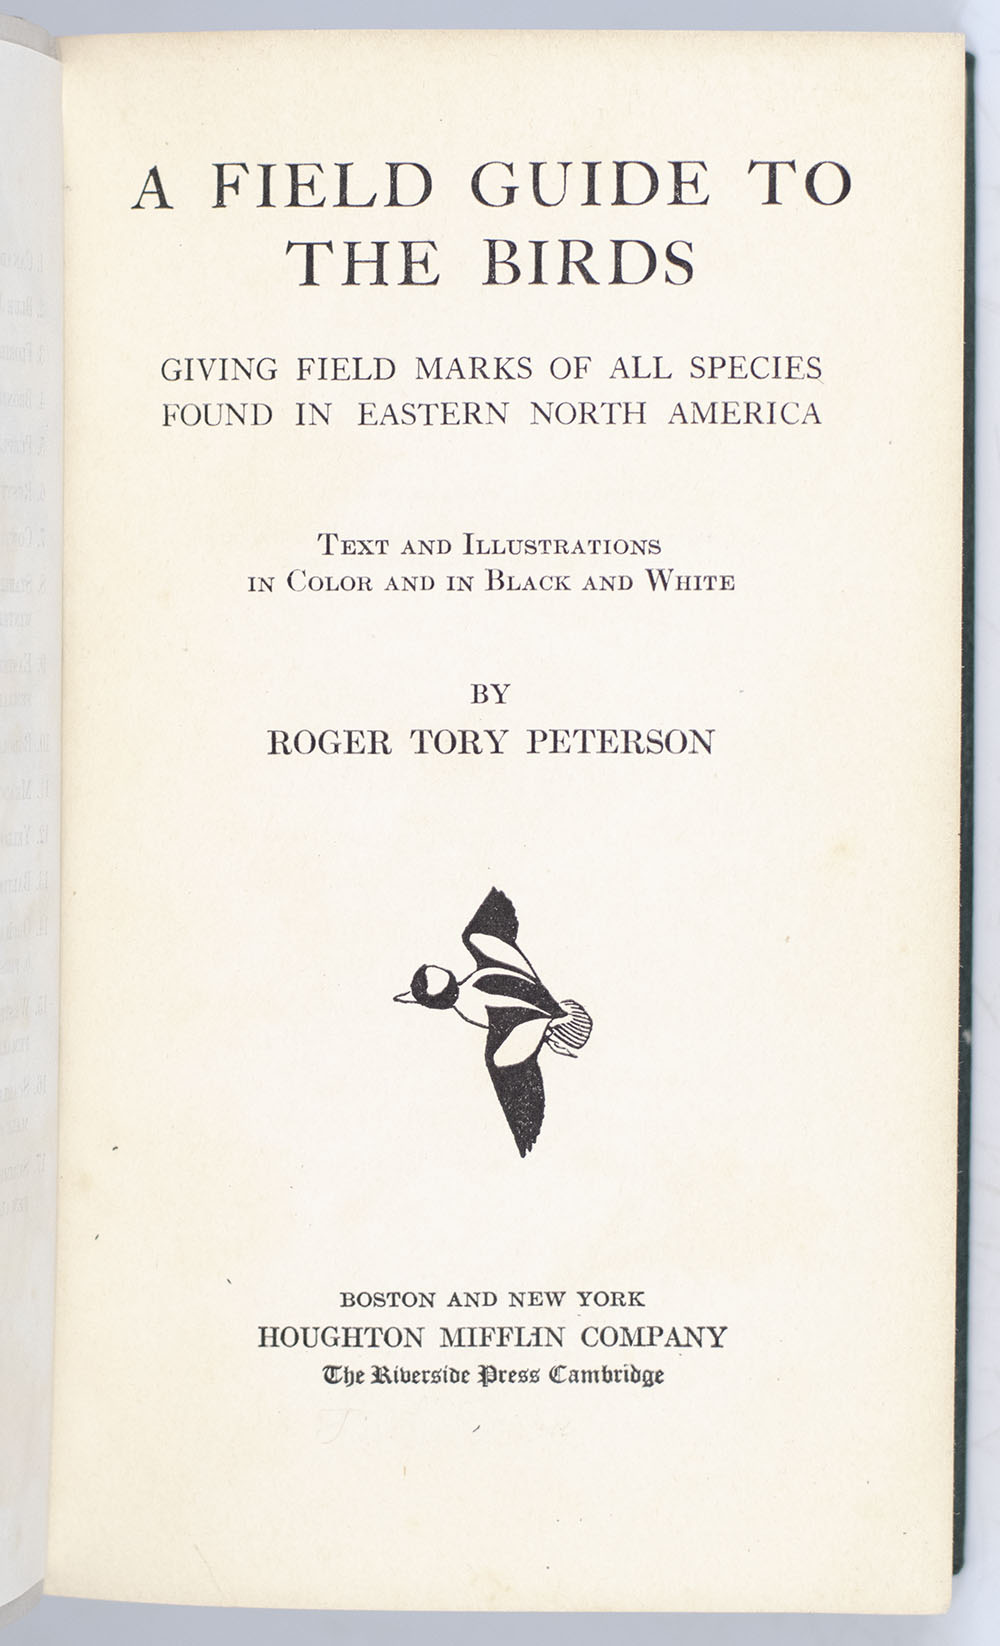 A FIELD GUIDE TO
THE BIRDS
GIVING FIELD MARKS OF ALL SPECIES
FOUND IN EASTERN NORTH AMERICA
TEXT AND ILLUSTRATIONS
IN COLOR AND IN BLACK AND WHITE
BY
ROGER TORY PETERSON
BOSTON AND NEW YORK
HOUGHTON MIFFLIN COMPANY
The Riverside Press Cambridge